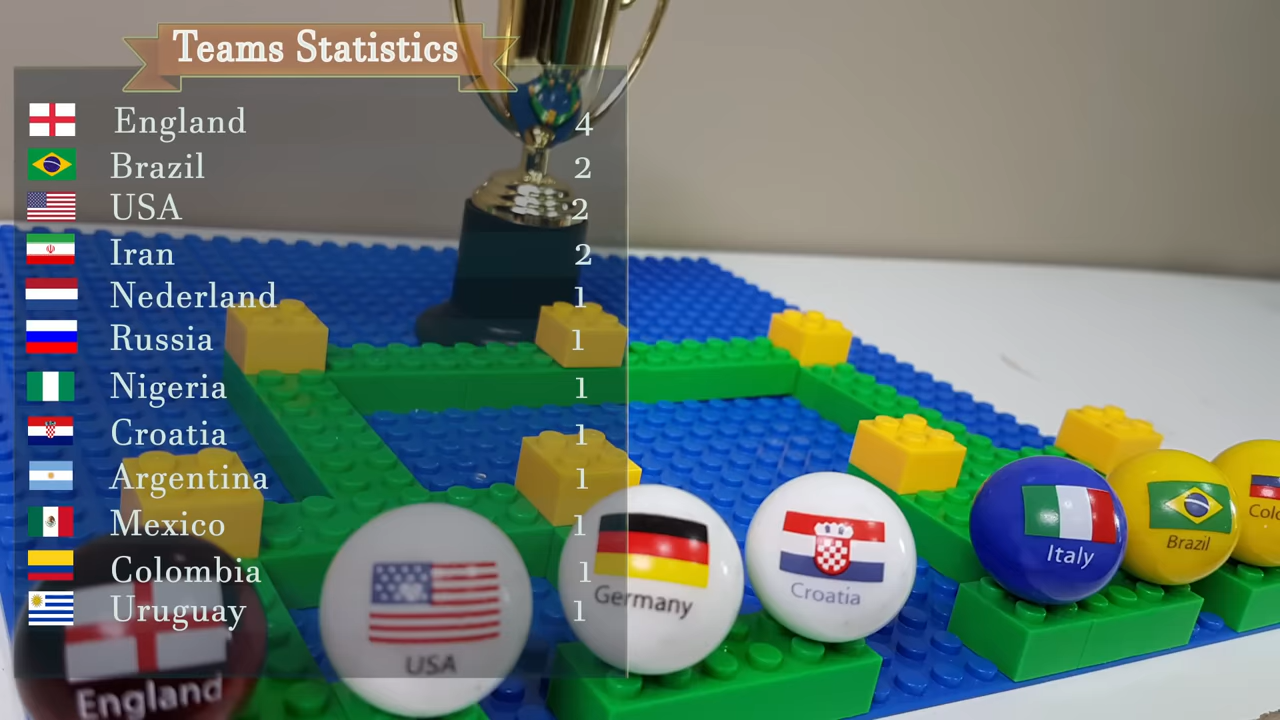 Teams Statistics
England 4
Brazil 2
USA 2
Iran 2
Nederland 1
Russia 1
Nigeria 1
Croatia 1
Argentina 1
Mexico 1
Colombia 1
Uruguay 1
England
USA
Germany
Croatia
Italy
Brazil